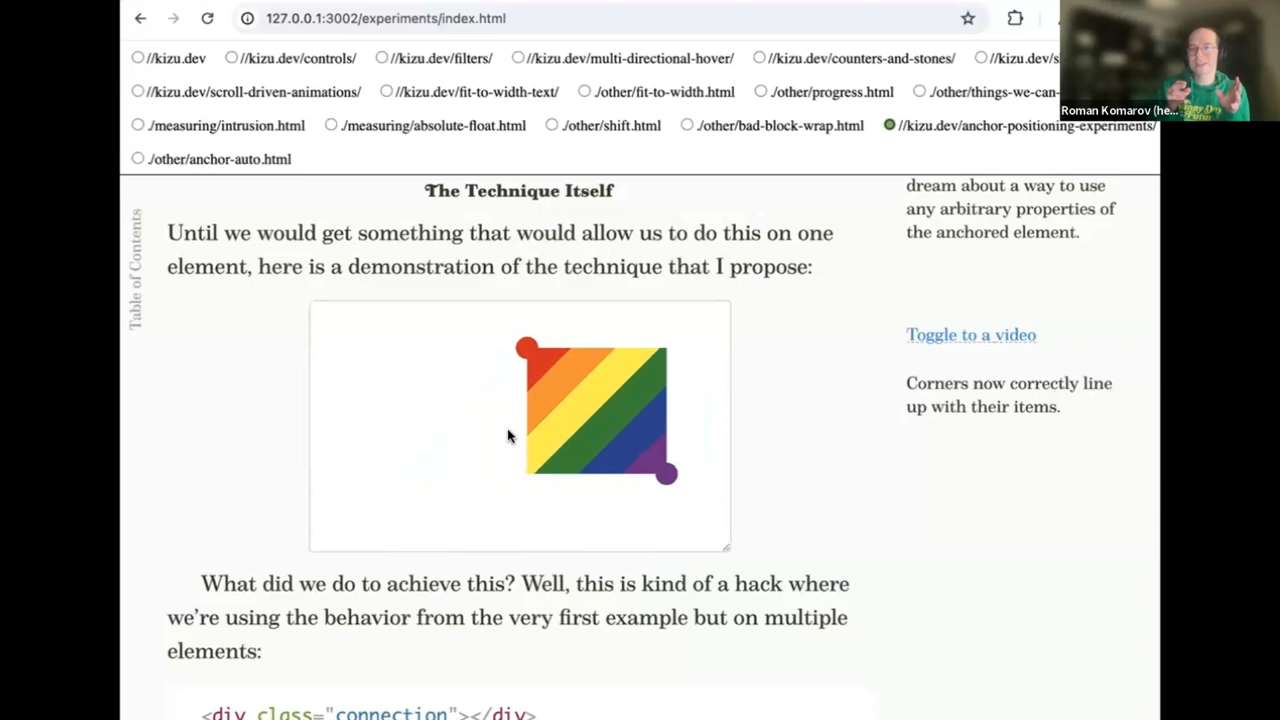 127.0.0.1:3002/experiments/index.html
//kizu.dev //kizu.dev/controls/ //kizu.dev/filters/ //kizu.dev/multi-directional-hover/ //kizu.dev/counters-and-stones/ //kizu.dev/s
//kizu.dev/scroll-driven-animations/ //kizu.dev/fit-to-width-text/ ./other/fit-to-width.html ./other/progress.html ./other/things-we-can-
./measuring/intrusion.html ./measuring/absolute-float.html ./other/shift.html ./other/bad-block-wrap.html //kizu.dev/anchor-positioning-experiments/
./other/anchor-auto.html
Roman Komarov (he...
Table of Contents
The Technique Itself
Until we would get something that would allow us to do this on one
element, here is a demonstration of the technique that I propose:
dream about a way to use
any arbitrary properties of
the anchored element.
Toggle to a video
Corners now correctly line
up with their items.
What did we do to achieve this? Well, this is kind of a hack where
we're using the behavior from the very first example but on multiple
elements:
<div class="connection"></div>